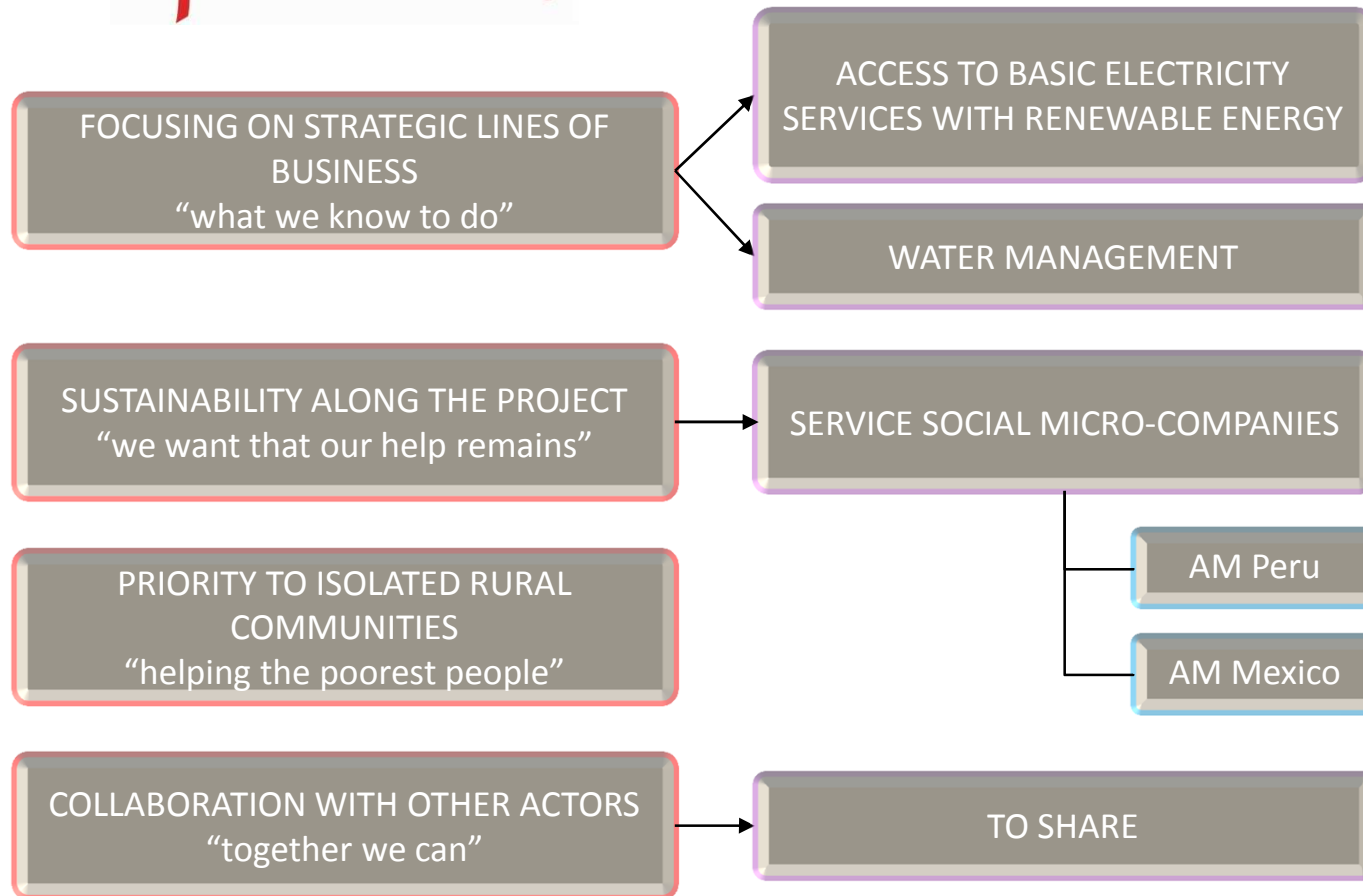 FOCUSING ON STRATEGIC LINES OF
BUSINESS
“what we know to do”
ACCESS TO BASIC ELECTRICITY
SERVICES WITH RENEWABLE ENERGY
WATER MANAGEMENT
SUSTAINABILITY ALONG THE PROJECT
“we want that our help remains”
SERVICE SOCIAL MICRO-COMPANIES
AM Peru
AM Mexico
PRIORITY TO ISOLATED RURAL
COMMUNITIES
“helping the poorest people”
COLLABORATION WITH OTHER ACTORS
“together we can”
TO SHARE